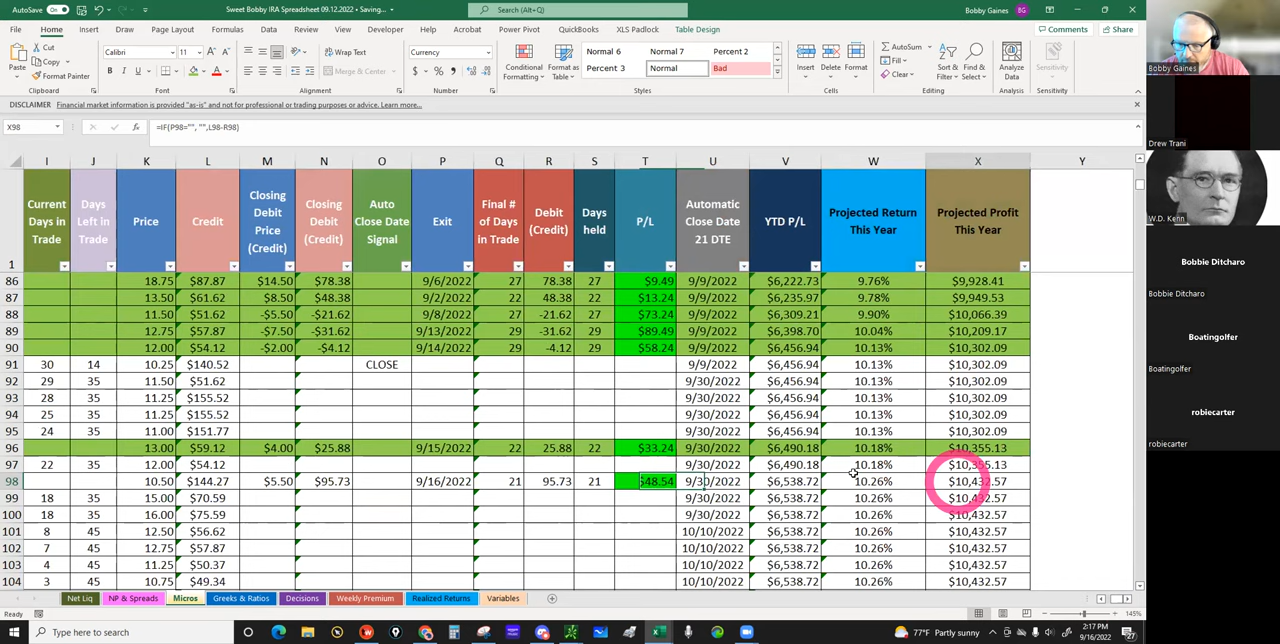 AutoSave On Sweet Bobby IRA Spreadsheet 09.12.2022 • Saving... Search (Alt+Q) Bobby Gaines BG
File Home Insert Draw Page Layout Formulas Data Review View Developer Help Acrobat Power Pivot QuickBooks XLS Padlock Table Design Comments Share
Cut Copy Format Painter Paste Clipboard
Calibri 11 B I U Font
Wrap Text Merge & Center Alignment
Currency $ % Number
Conditional Formatting Format as Table
Normal 6 Normal 7 Percent 2
Percent 3 Normal Bad
Styles
Insert Delete Format Cells
AutoSum Fill Clear Sort & Filter Find & Select Editing
Analyze Data Analysis
Sensitivity Sensitivity
DISCLAIMER Financial market information is provided "as-is" and not for professional or trading purposes or advice. Learn more...
X98 fx =IF(P98="", "",L98-R98)
I J K L M N O P Q R S T U V W X Y
1 Current Days in Trade Days Left in Trade Price Credit Closing Debit Price (Credit) Closing Debit (Credit) Auto Close Date Signal Exit Final # of Days in Trade Debit (Credit) Days held P/L Automatic Close Date 21 DTE YTD P/L Projected Return This Year Projected Profit This Year
86 18.75 $87.87 $14.50 $78.38 9/6/2022 27 78.38 27 $9.49 9/9/2022 $6,222.73 9.76% $9,928.41
87 13.50 $61.62 $8.50 $48.38 9/2/2022 22 48.38 22 $13.24 9/9/2022 $6,235.97 9.78% $9,949.53
88 11.50 $51.62 -$5.50 -$21.62 9/8/2022 27 -21.62 27 $73.24 9/9/2022 $6,309.21 9.90% $10,066.39
89 12.75 $57.87 -$7.50 -$31.62 9/13/2022 29 -31.62 29 $89.49 9/9/2022 $6,398.70 10.04% $10,209.17
90 12.00 $54.12 -$2.00 -$4.12 9/14/2022 29 -4.12 29 $58.24 9/9/2022 $6,456.94 10.13% $10,302.09
91 30 14 10.25 $140.52 CLOSE 9/9/2022 $6,456.94 10.13% $10,302.09
92 29 35 11.50 $51.62 9/30/2022 $6,456.94 10.13% $10,302.09
93 28 35 11.25 $155.52 9/30/2022 $6,456.94 10.13% $10,302.09
94 25 35 11.25 $155.52 9/30/2022 $6,456.94 10.13% $10,302.09
95 24 35 11.00 $151.77 9/30/2022 $6,456.94 10.13% $10,302.09
96 13.00 $59.12 $4.00 $25.88 9/15/2022 22 25.88 22 $33.24 9/30/2022 $6,490.18 10.18% $10,355.13
97 22 35 12.00 $54.12 9/30/2022 $6,490.18 10.18% $10,355.13
98 10.50 $144.27 $5.50 $95.73 9/16/2022 21 95.73 21 $48.54 9/30/2022 $6,538.72 10.26% $10,432.57
99 18 35 15.00 $70.59 9/30/2022 $6,538.72 10.26% $10,432.57
100 18 35 16.00 $75.59 9/30/2022 $6,538.72 10.26% $10,432.57
101 8 45 12.50 $56.62 10/10/2022 $6,538.72 10.26% $10,432.57
102 7 45 12.75 $57.87 10/10/2022 $6,538.72 10.26% $10,432.57
103 4 45 11.25 $50.37 10/10/2022 $6,538.72 10.26% $10,432.57
104 3 45 10.75 $49.34 10/10/2022 $6,538.72 10.26% $10,432.57
Net Liq NP & Spreads Micros Greeks & Ratios Decisions Weekly Premium Realized Returns Variables
Ready 145%
Type here to search 77°F Partly sunny 2:17 PM 9/16/2022 27
Bobby Gaines
Drew Trani
W.D. Kenn
Bobbie Ditcharo
Bobbie Ditcharo
Boatingolfer
Boatingolfer
robiecarter
robiecarter